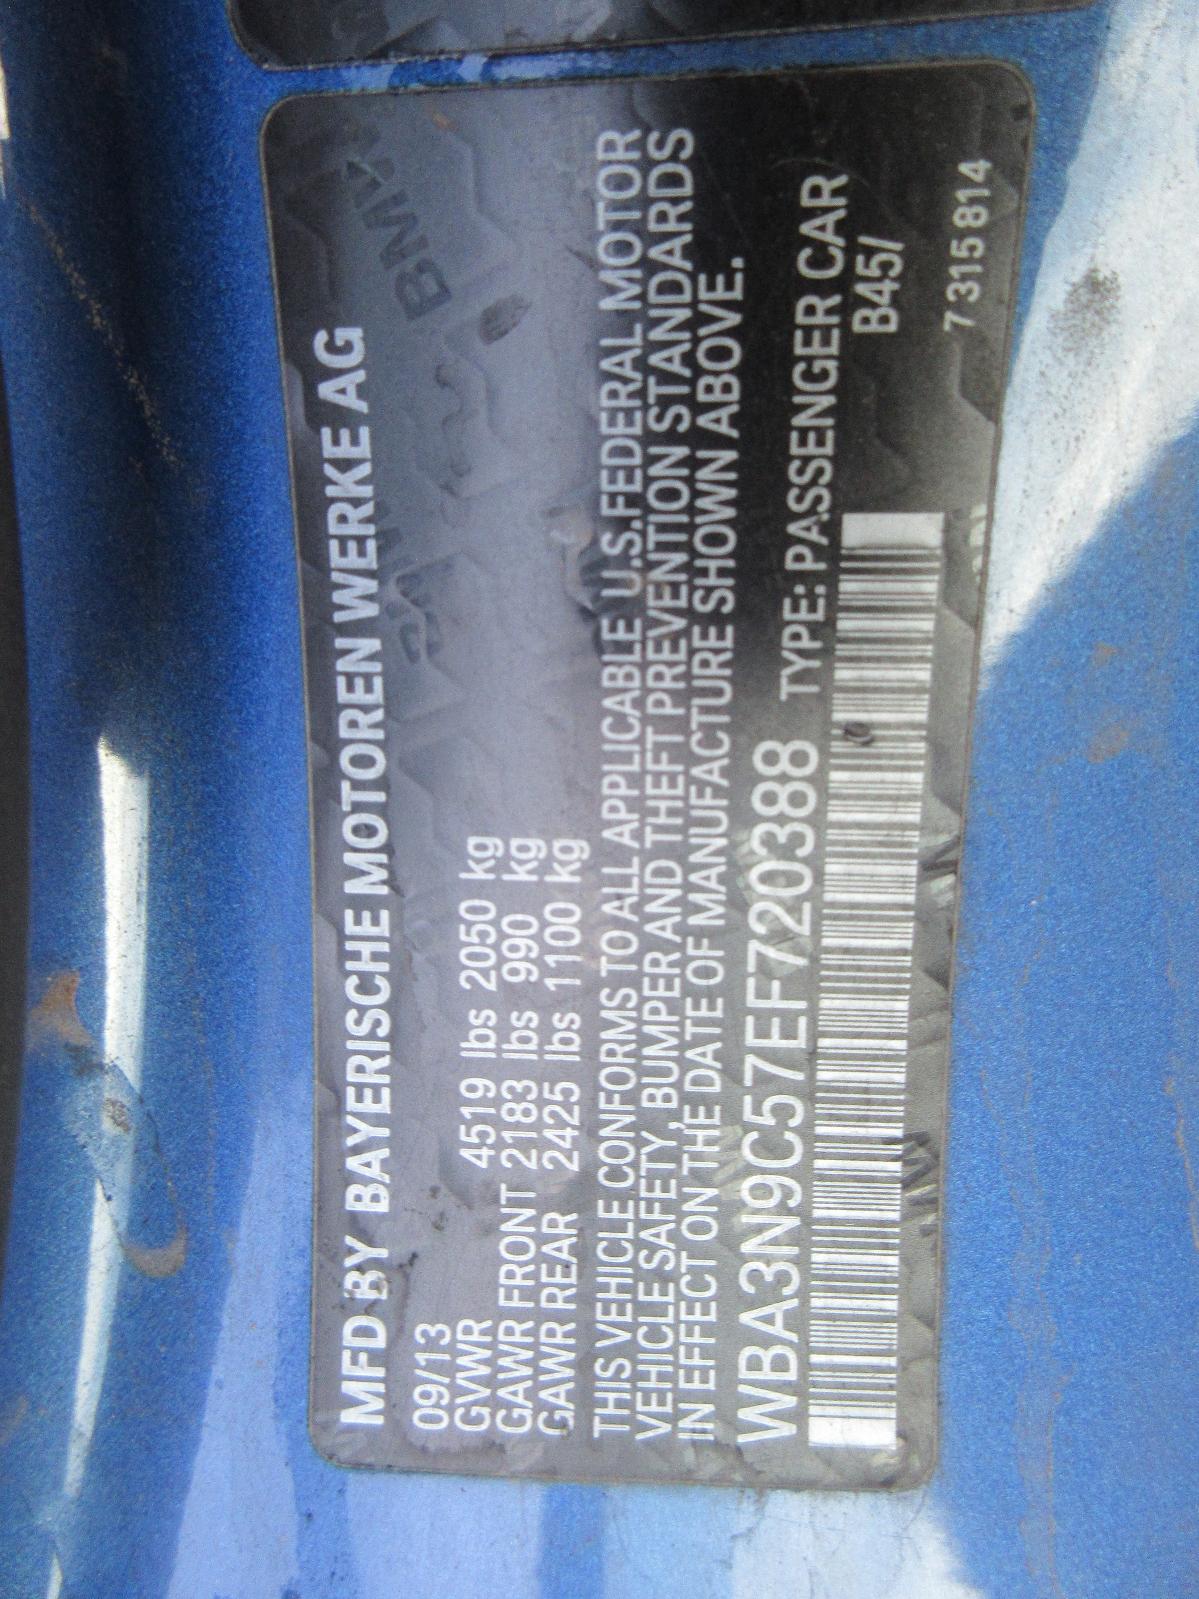 MFD BY BAYERISCHE MOTOREN WERKE AG
09/13
GVWR 4519 lbs 2050 kg
GAWR FRONT 2183 lbs 990 kg
GAWR REAR 2425 lbs 1100 kg
THIS VEHICLE CONFORMS TO ALL APPLICABLE U.S.FEDERAL MOTOR
VEHICLE SAFETY, BUMPER AND THEFT PREVENTION STANDARDS
IN EFFECT ON THE DATE OF MANUFACTURE SHOWN ABOVE.
WBA3N9C57EF720388 TYPE: PASSENGER CAR
B45/
7 315 814
BMW